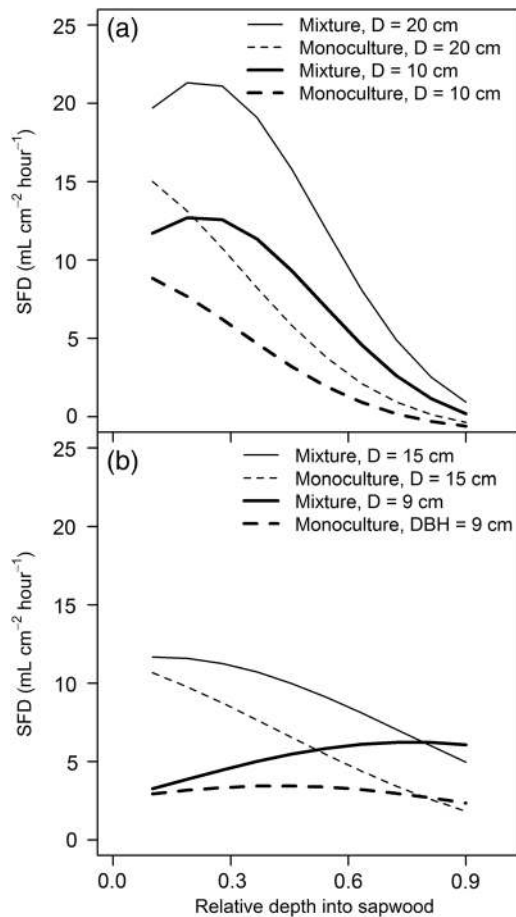 (a)
Mixture, D = 20 cm
Monoculture, D = 20 cm
Mixture, D = 10 cm
Monoculture, D = 10 cm
25
20
15
10
5
0
SFD (mL cm⁻² hour⁻¹)
(b)
Mixture, D = 15 cm
Monoculture, D = 15 cm
Mixture, D = 9 cm
Monoculture, DBH = 9 cm
25
20
15
10
5
0
SFD (mL cm⁻² hour⁻¹)
0.0 0.3 0.6 0.9
Relative depth into sapwood